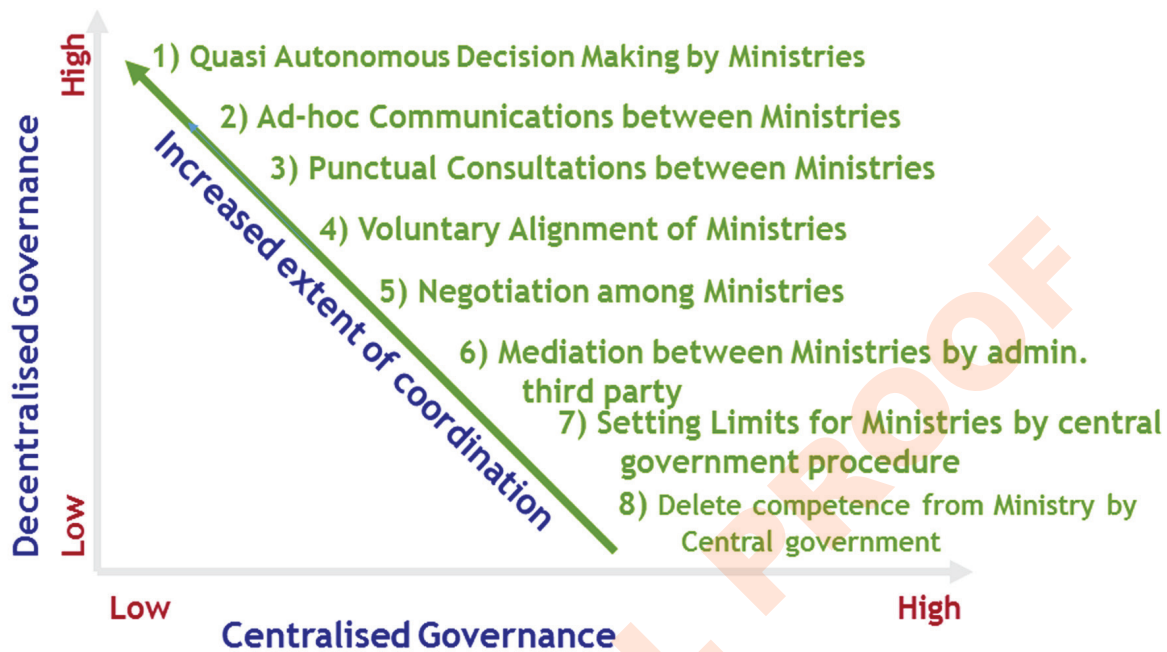 High
1) Quasi Autonomous Decision Making by Ministries
2) Ad-hoc Communications between Ministries
3) Punctual Consultations between Ministries
4) Voluntary Alignment of Ministries
5) Negotiation among Ministries
6) Mediation between Ministries by admin.
third party
7) Setting Limits for Ministries by central
government procedure
8) Delete competence from Ministry by
Central government
Increased extent of coordination
Decentralised Governance
Low
Low
High
Centralised Governance
PROOF